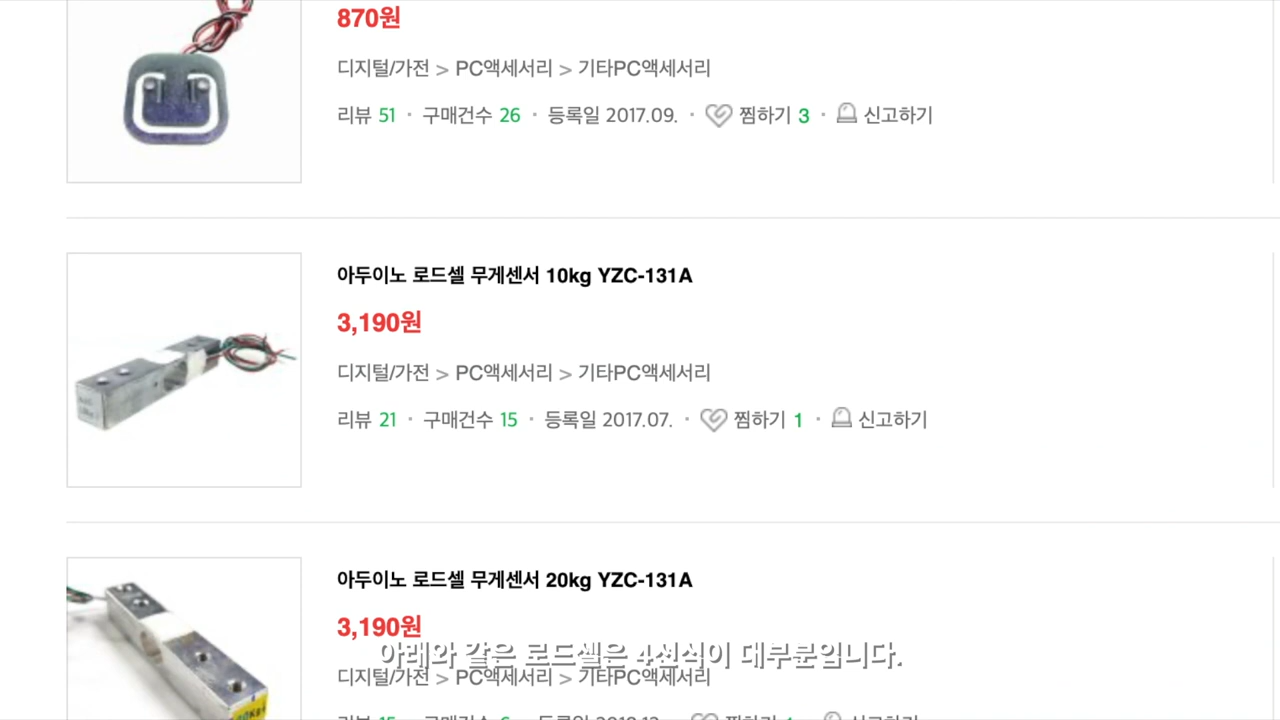 870원
디지털/가전 > PC액세서리 > 기타PC액세서리
리뷰 51 · 구매건수 26 · 등록일 2017.09. · 찜하기 3 · 신고하기
아두이노 로드셀 무게센서 10kg YZC-131A
3,190원
디지털/가전 > PC액세서리 > 기타PC액세서리
리뷰 21 · 구매건수 15 · 등록일 2017.07. · 찜하기 1 · 신고하기
아두이노 로드셀 무게센서 20kg YZC-131A
3,190원
아래와 같은 로드셀은 4선식이 대부분입니다.
디지털/가전 > PC액세서리 > 기타PC액세서리